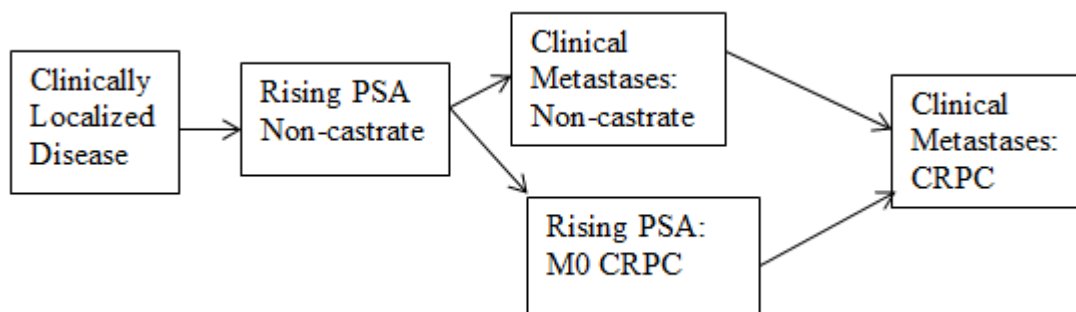 Clinically
Localized
Disease
Rising PSA
Non-castrate
Clinical
Metastases:
Non-castrate
Rising PSA:
M0 CRPC
Clinical
Metastases:
CRPC